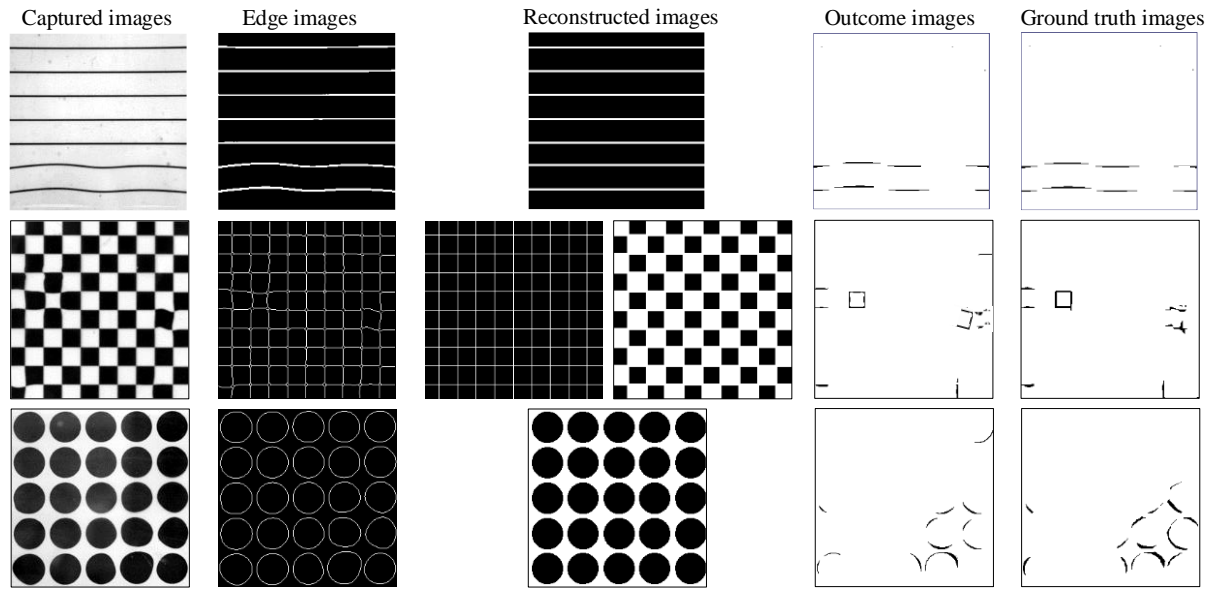 Captured images
Edge images
Reconstructed images
Outcome images
Ground truth images